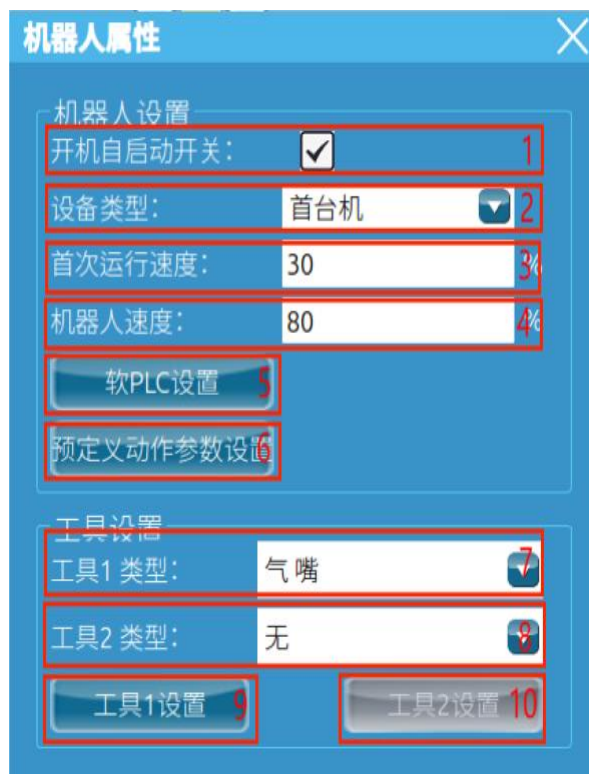 机器人属性
机器人设置
开机自启动开关： 1
设备类型： 首台机 2
首次运行速度： 30 % 3
机器人速度： 80 % 4
软PLC设置 5
预定义动作参数设置 6
工具设置
工具1 类型： 气嘴 7
工具2 类型： 无 8
工具1设置 9 工具2设置 10